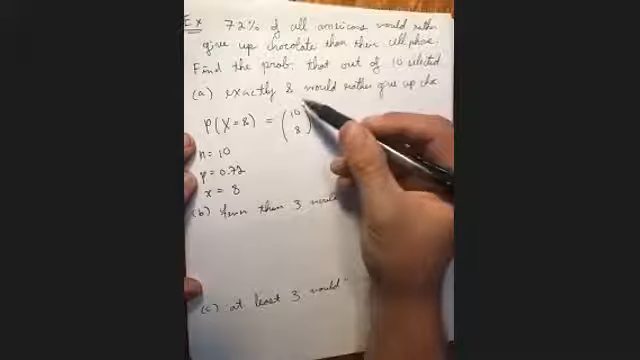 Ex 72% of all americans would rather
give up chocolate than their cell phone.
Find the prob. that out of 10 selected
(a) exactly 8 would rather give up choc
P(X=8) = (10
8)
n = 10
p = 0.72
x = 8
(b) fewer than 3 would
(c) "at least 3 would"